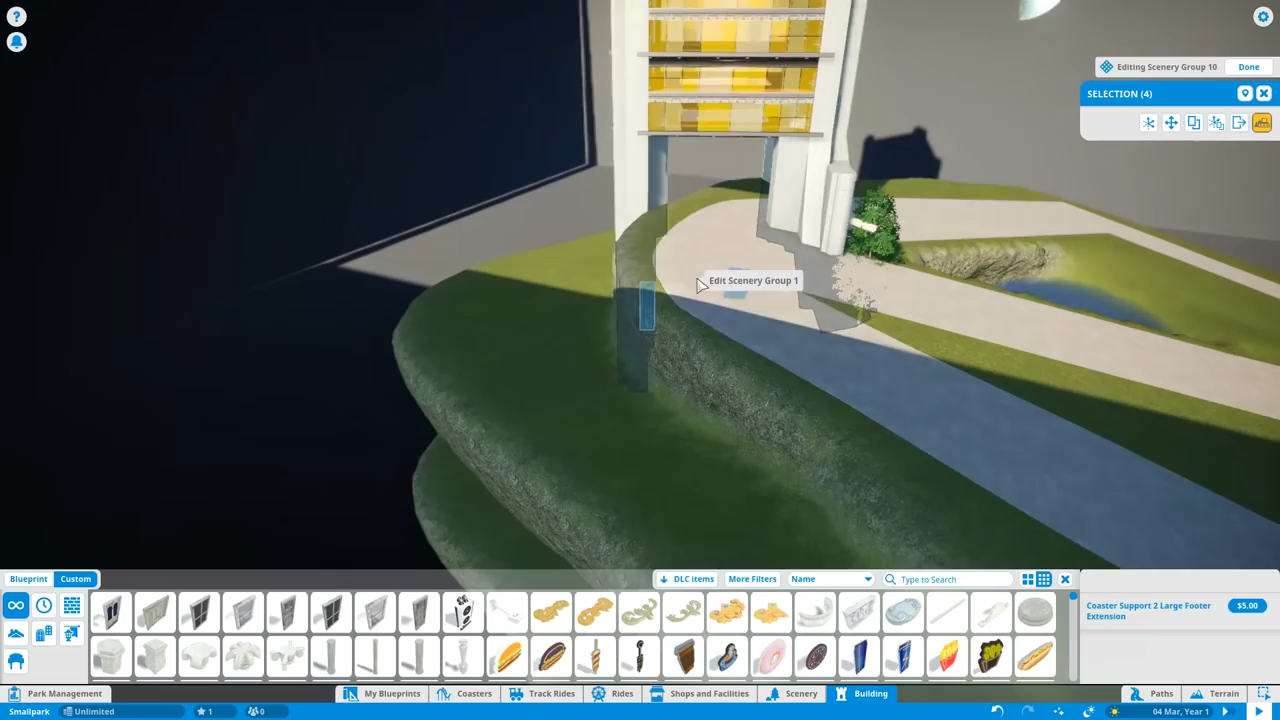 ?
Editing Scenery Group 10
Done
SELECTION (4)
Edit Scenery Group 1
Blueprint
Custom
DLC items
More Filters
Name
Type to Search
Coaster Support 2 Large Footer Extension
$5.00
Park Management
My Blueprints
Coasters
Track Rides
Rides
Shops and Facilities
Scenery
Building
Paths
Terrain
Smallpark
Unlimited
1
0
04 Mar, Year 1